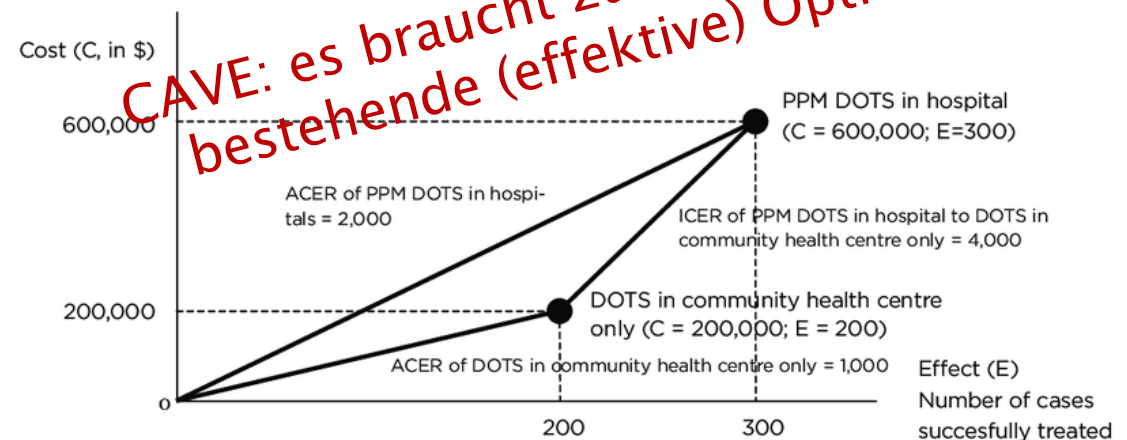 CAVE: es braucht
bestehende (effektive)
Cost (C, in $)
600,000
PPM DOTS in hospital
(C = 600,000; E=300)
ACER of PPM DOTS in hospi-
tals = 2,000
ICER of PPM DOTS in hospital to DOTS in
community health centre only = 4,000
200,000
DOTS in community health centre
only (C = 200,000; E = 200)
ACER of DOTS in community health centre only = 1,000
0
200
300
Effect (E)
Number of cases
succesfully treated